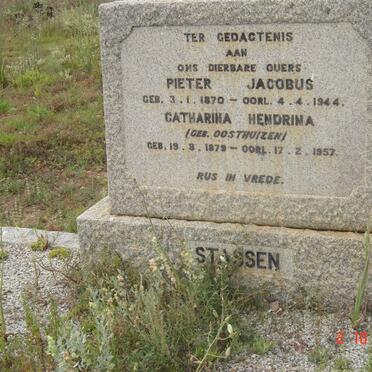 TER GEDAGTENIS
AAN
ONS DIERBARE OUERS
PIETER JACOBUS
GEB. 3.1.1870 – OORL. 4.4.1944.
CATHARINA HENDRINA
(GEB. OOSTHUIZEN)
GEB. 19.8.1879 – OORL. 17.2.1957.
RUS IN VREDE.
STASSEN